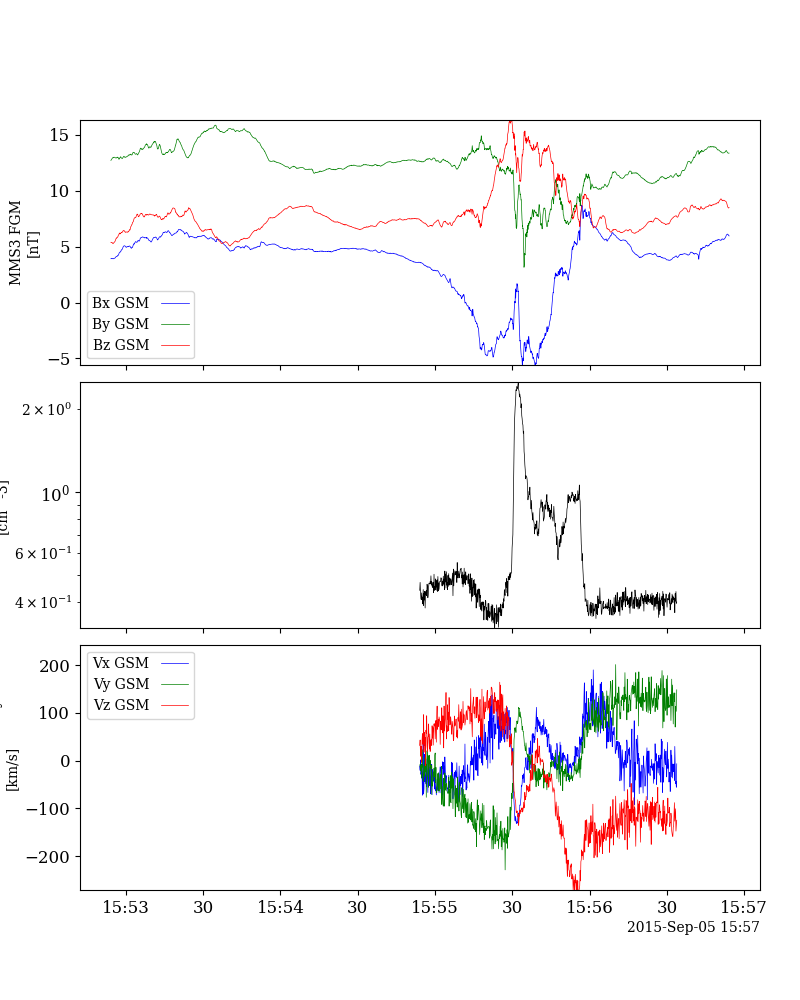 15
10
5
0
−5
MMS3 FGM
[nT]
Bx GSM
By GSM
Bz GSM
2 × 10⁰
10⁰
6 × 10⁻¹
4 × 10⁻¹
200
100
0
−100
−200
[km/s]
Vx GSM
Vy GSM
Vz GSM
15:53 30 15:54 30 15:55 30 15:56 30 15:57
2015-Sep-05 15:57